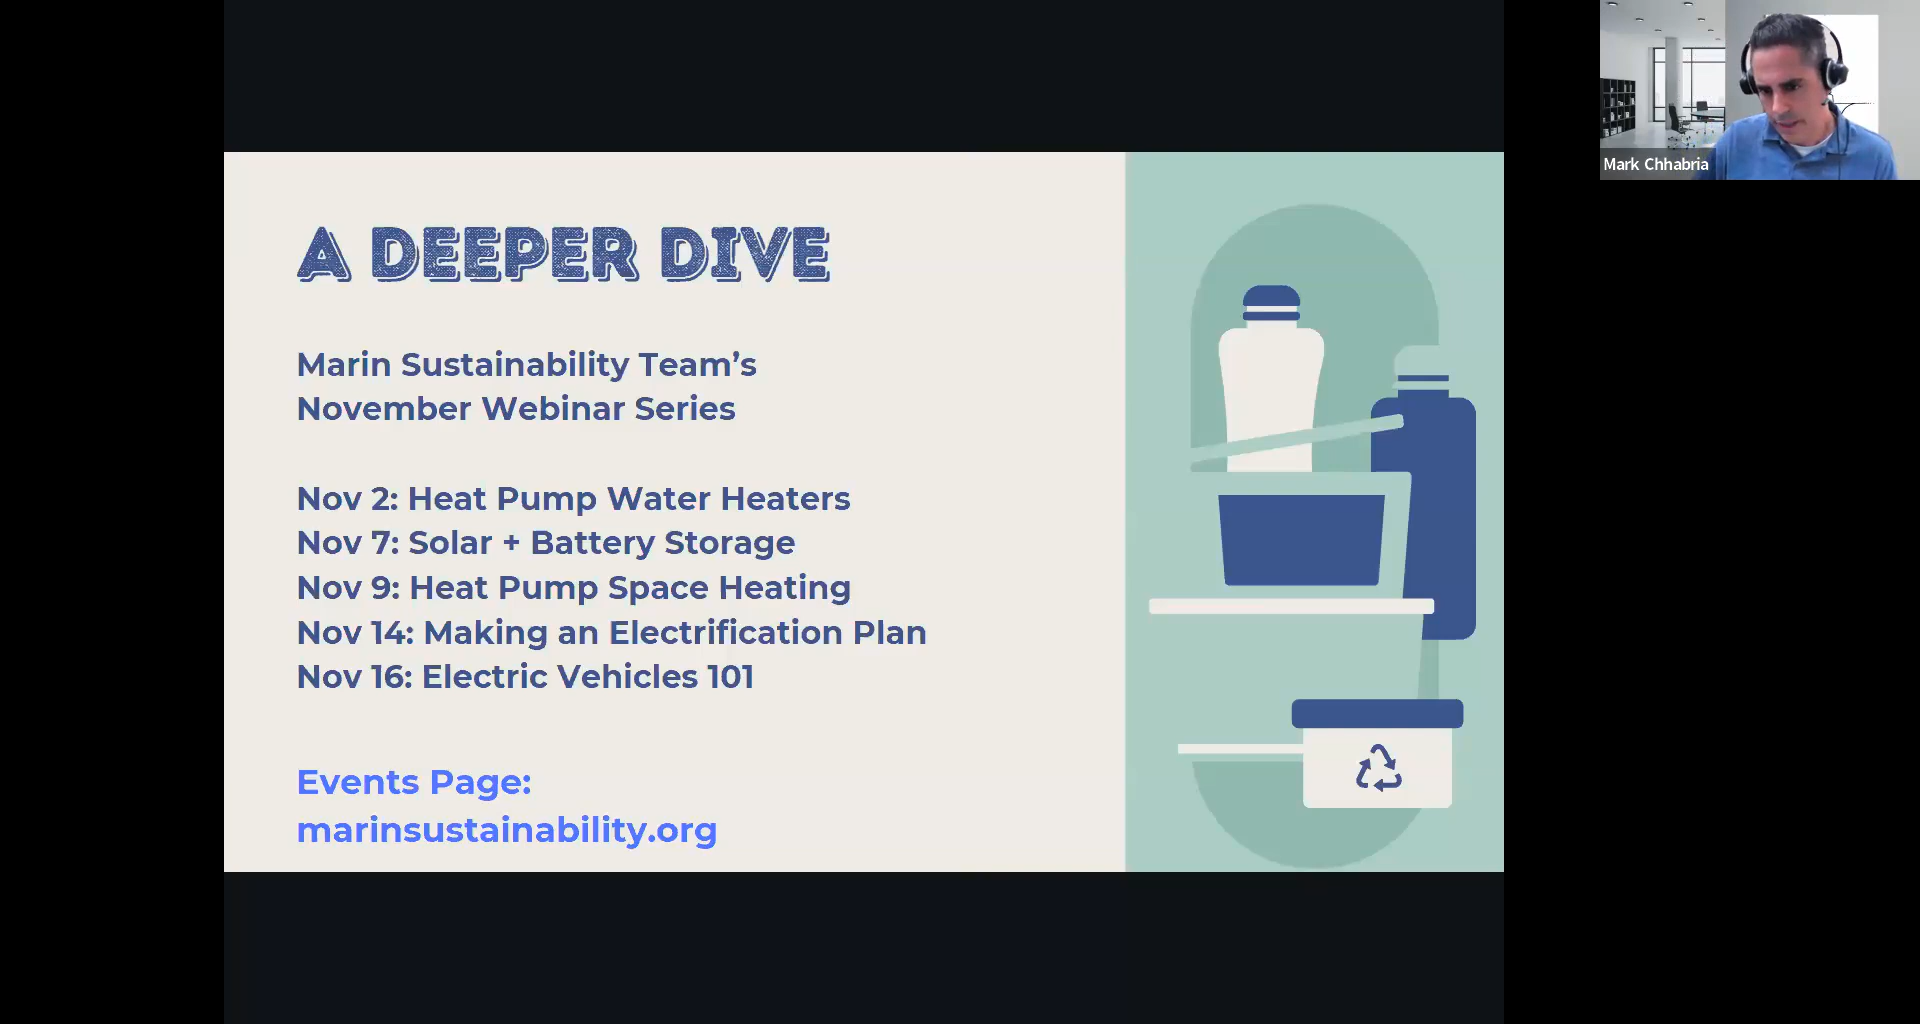 A DEEPER DIVE
Marin Sustainability Team’s
November Webinar Series
Nov 2: Heat Pump Water Heaters
Nov 7: Solar + Battery Storage
Nov 9: Heat Pump Space Heating
Nov 14: Making an Electrification Plan
Nov 16: Electric Vehicles 101
Events Page:
marinsustainability.org
Mark Chhabria